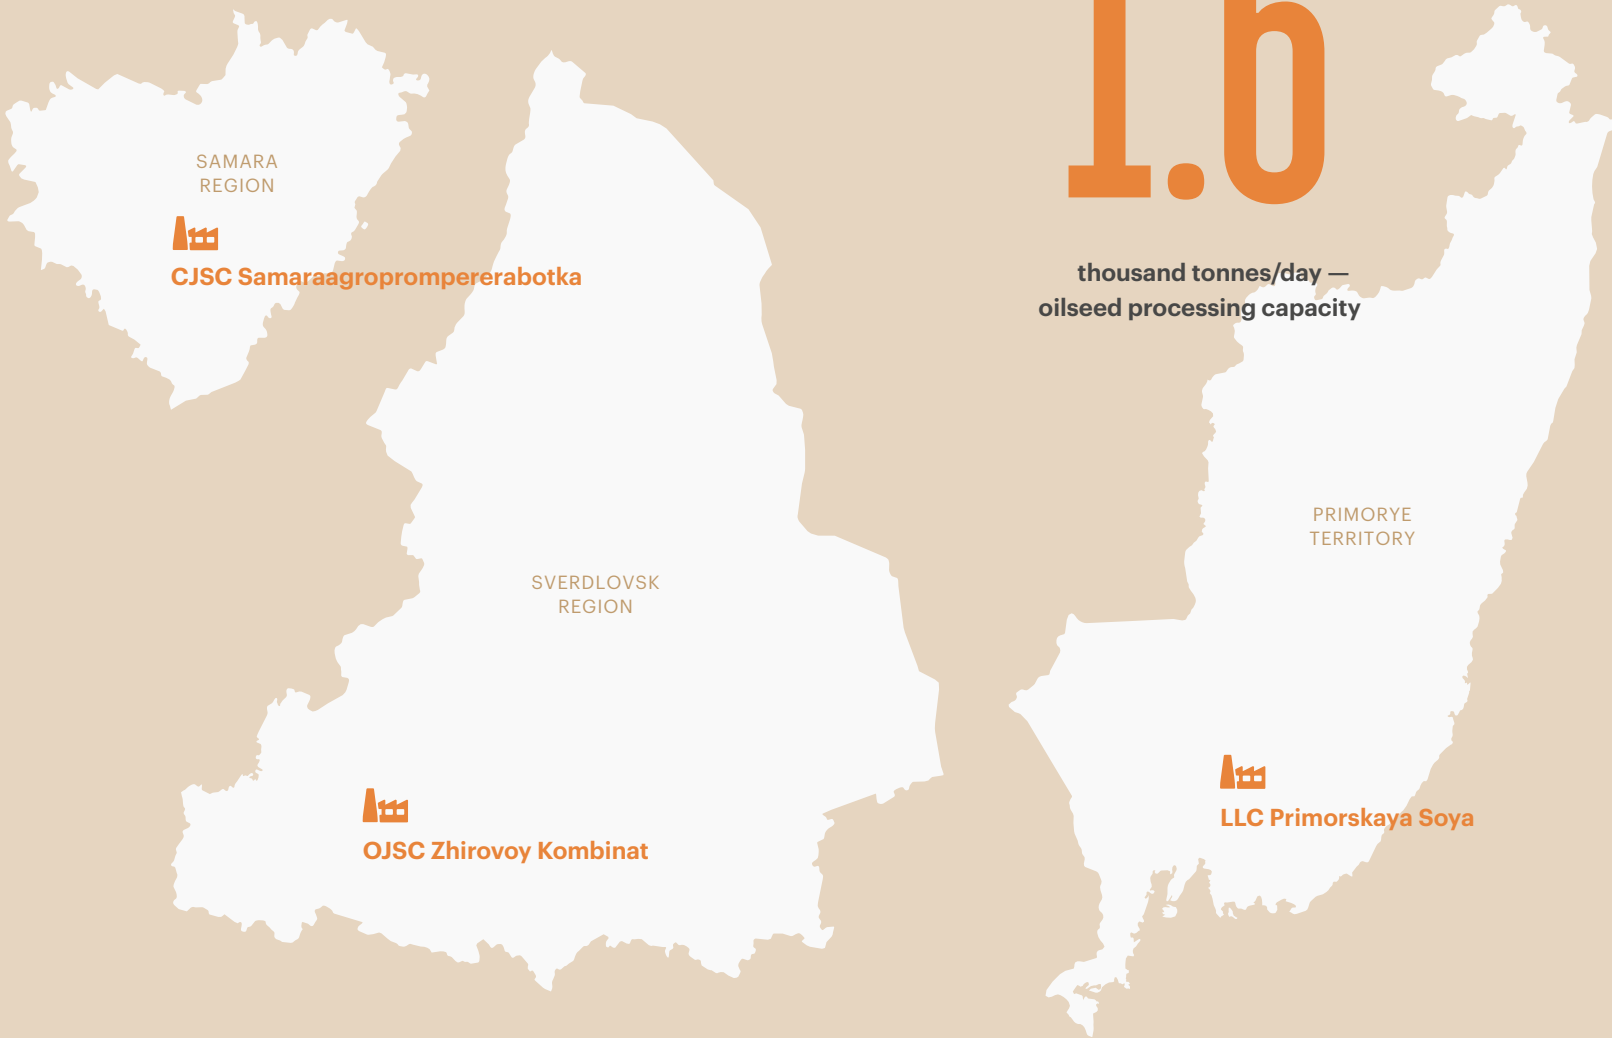 1.6
SAMARA
REGION
CJSC Samaraagroprompererabotka
thousand tonnes/day —
oilseed processing capacity
PRIMORYE
TERRITORY
SVERDLOVSK
REGION
LLC Primorskaya Soya
OJSC Zhirovoy Kombinat